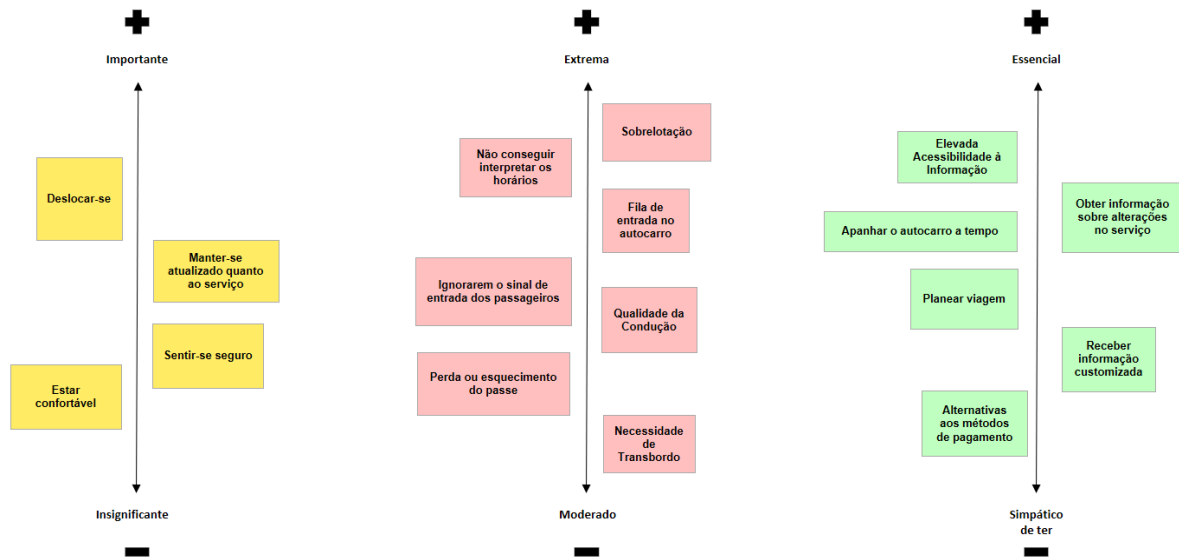 Importante
Deslocar-se
Manter-se
atualizado quanto
ao serviço
Sentir-se seguro
Estar
confortável
Insignificante
Extrema
Sobrelotação
Não conseguir
interpretar os
horários
Fila de
entrada no
autocarro
Ignorarem o sinal de
entrada dos passageiros
Qualidade da
Condução
Perda ou esquecimento
do passe
Necessidade
de
Transbordo
Moderado
Essencial
Elevada
Acessibilidade à
Informação
Obter informação
sobre alterações
no serviço
Apanhar o autocarro a tempo
Planear viagem
Receber
informação
customizada
Alternativas
aos métodos
de pagamento
Simpático
de ter